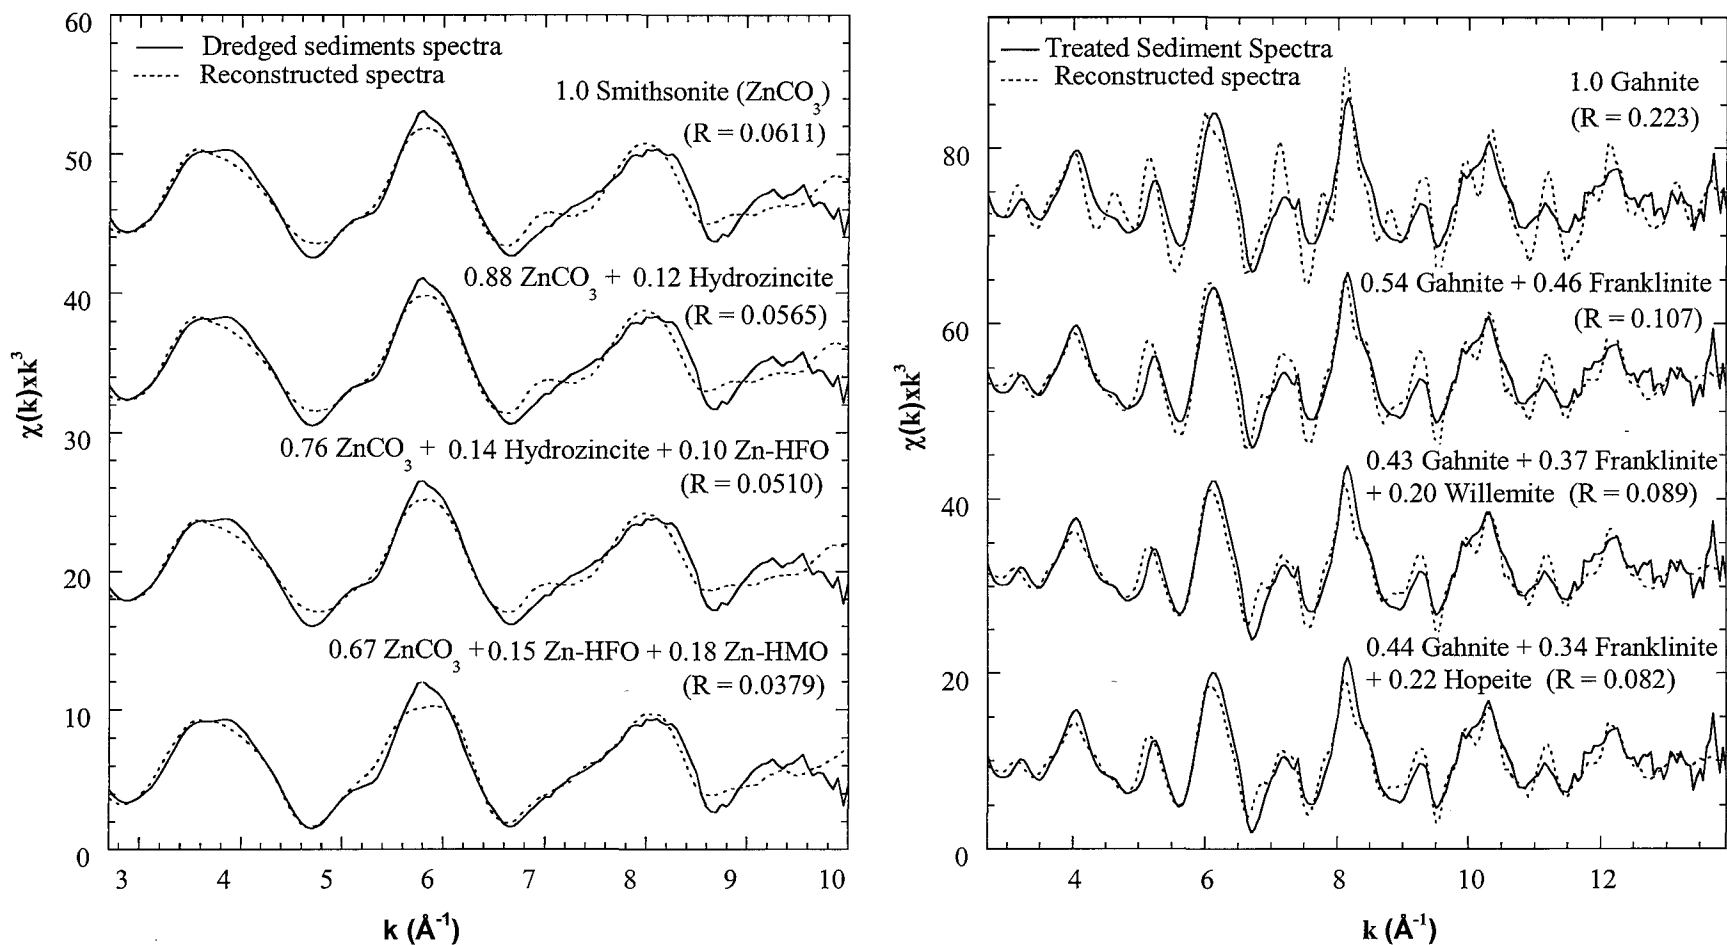 60
50
40
30
20
10
0
χ(k)xk³
Dredged sediments spectra
Reconstructed spectra
1.0 Smithsonite (ZnCO₃)
(R = 0.0611)
0.88 ZnCO₃ + 0.12 Hydrozincite
(R = 0.0565)
0.76 ZnCO₃ + 0.14 Hydrozincite + 0.10 Zn-HFO
(R = 0.0510)
0.67 ZnCO₃ + 0.15 Zn-HFO + 0.18 Zn-HMO
(R = 0.0379)
3 4 5 6 7 8 9 10
k (Å⁻¹)
80
60
40
20
0
χ(k)xk³
Treated Sediment Spectra
Reconstructed spectra
1.0 Gahnite
(R = 0.223)
0.54 Gahnite + 0.46 Franklinite
(R = 0.107)
0.43 Gahnite + 0.37 Franklinite
+ 0.20 Willemite (R = 0.089)
0.44 Gahnite + 0.34 Franklinite
+ 0.22 Hopeite (R = 0.082)
4 6 8 10 12
k (Å⁻¹)